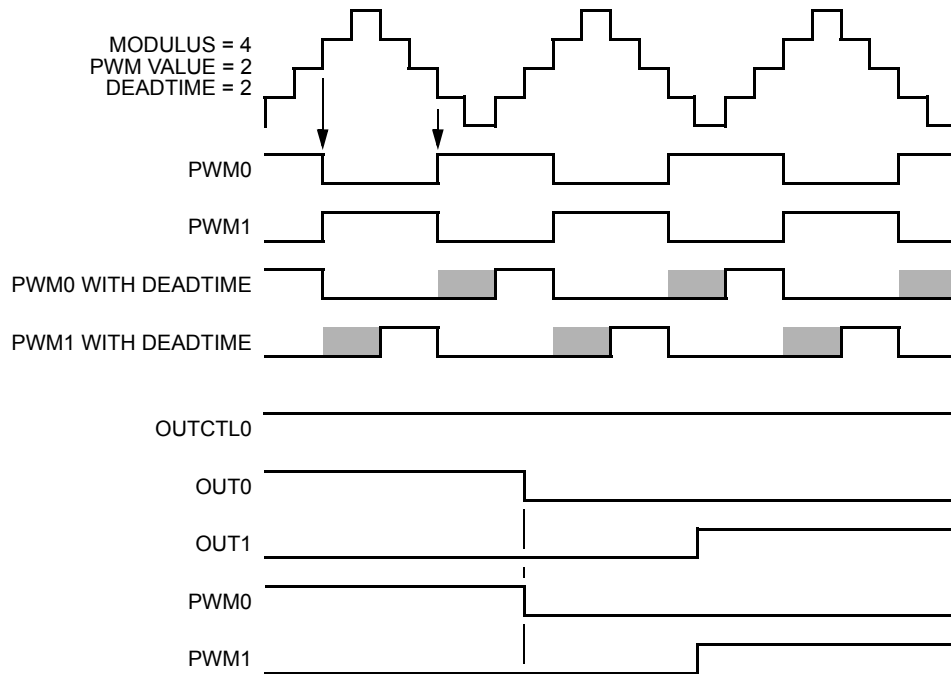 MODULUS = 4
PWM VALUE = 2
DEADTIME = 2
PWM0
PWM1
PWM0 WITH DEADTIME
PWM1 WITH DEADTIME
OUTCTL0
OUT0
OUT1
PWM0
PWM1